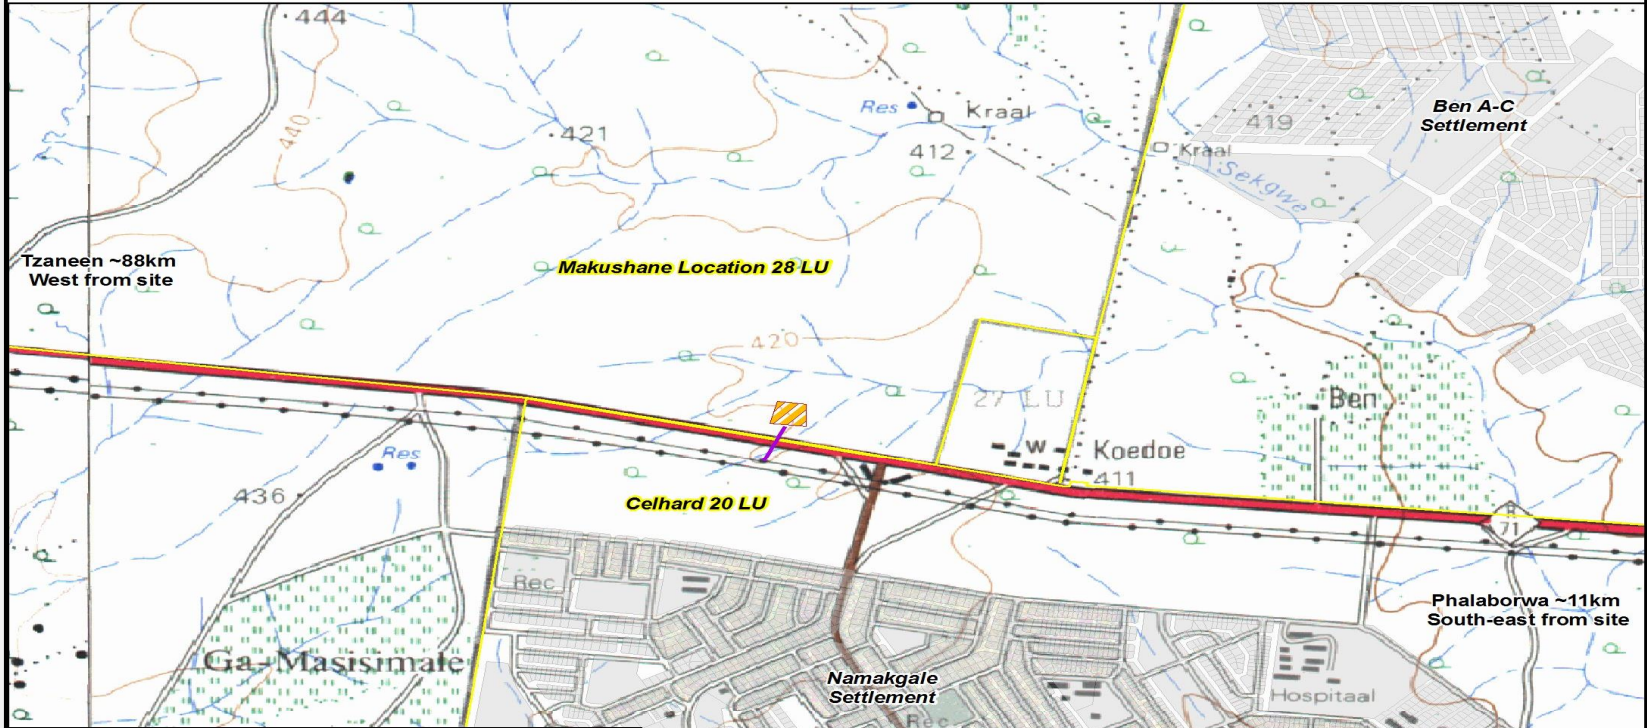 444
440
421
Res
Kraal
412
Kraal
419
Ben A-C
Settlement
Sekgwe
Tzaneen ~88km
West from site
Makushane Location 28 LU
420
27 LU
Ben
W
Koedoe
411
Res
436
Celhard 20 LU
R
71
Rec
Phalaborwa ~11km
South-east from site
Ga-Masisimale
Namakgale
Settlement
Hospitaal
Rec